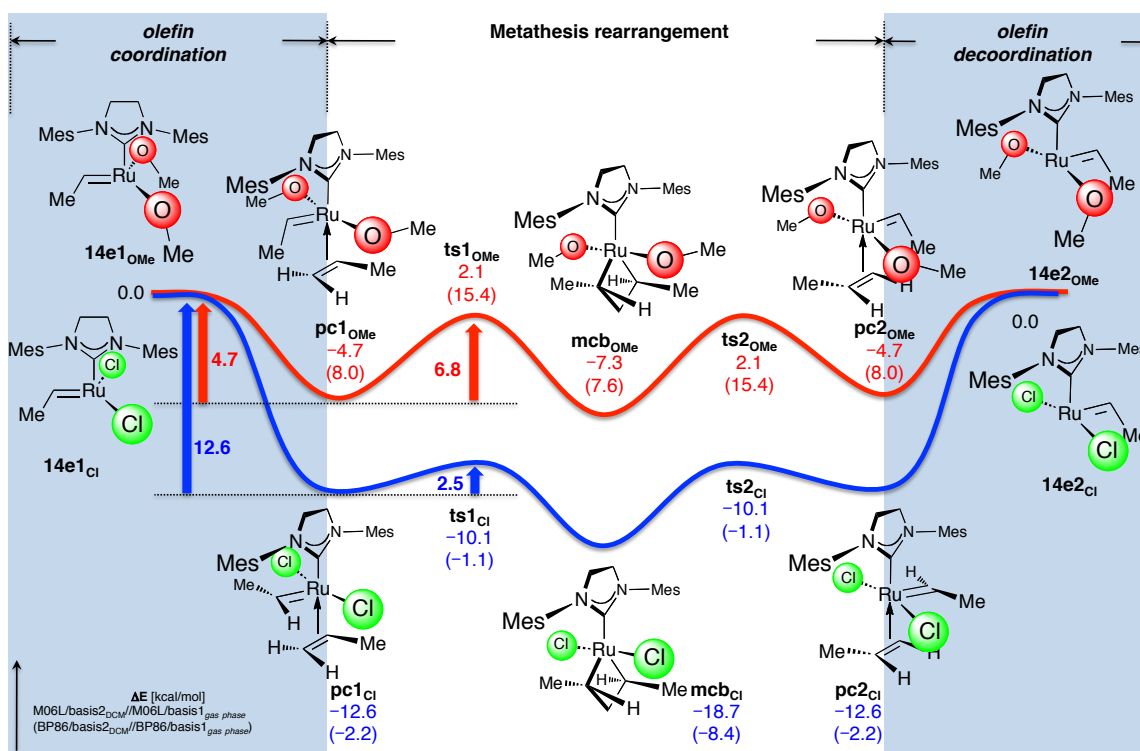 olefin
coordination
Metathesis rearrangement
olefin
decoordination
Mes
N
N
Mes
O
Me
Ru
Me
O
Me
14e1OMe
0.0
N
N
Mes
Mes
O
Me
Ru
O
Me
Me
H
Me
H
pc1OMe
−4.7
(8.0)
ts1OMe
2.1
(15.4)
N
N
Mes
Mes
O
Me
Ru
O
Me
Me
H
Me
H
mcbOMe
−7.3
(7.6)
ts2OMe
2.1
(15.4)
N
N
Mes
Mes
O
Me
Ru
Me
O
Me
Me
H
H
pc2OMe
−4.7
(8.0)
N
N
Mes
Mes
O
Me
Ru
Me
O
Me
14e2OMe
0.0
4.7
6.8
12.6
2.5
N
N
Mes
Mes
Cl
Ru
Me
Cl
14e1Cl
ts1Cl
−10.1
(−1.1)
ts2Cl
−10.1
(−1.1)
N
N
Mes
Mes
Cl
Ru
Me
Cl
14e2Cl
N
N
Mes
Mes
Cl
Ru
Me
H
Cl
Me
H
H
pc1Cl
−12.6
(−2.2)
N
N
Mes
Mes
Cl
Ru
Cl
Me
H
Me
H
mcbCl
−18.7
(−8.4)
N
N
Mes
Mes
Cl
Ru
H
Me
Cl
Me
H
H
pc2Cl
−12.6
(−2.2)
ΔE [kcal/mol]
M06L/basis2DCM//M06L/basis1gas phase
(BP86/basis2DCM//BP86/basis1gas phase)